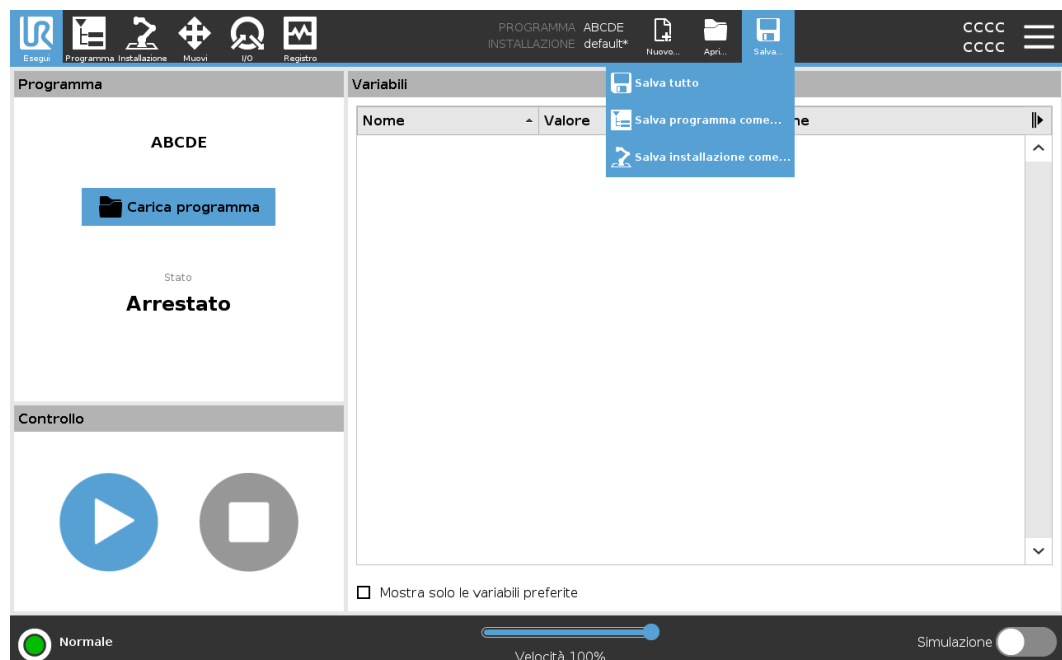 PROGRAMMA ABCDE
INSTALLAZIONE default*
CCCC
CCCC
Esegui Programma Installazione Muovi I/O Registro
Nuovo... Apri... Salva...
Programma
Variabili
Salva tutto
Salva programma come...
Salva installazione come...
Nome Valore
ABCDE
Carica programma
Stato
Arrestato
Controllo
Mostra solo le variabili preferite
Normale
Velocità 100%
Simulazione